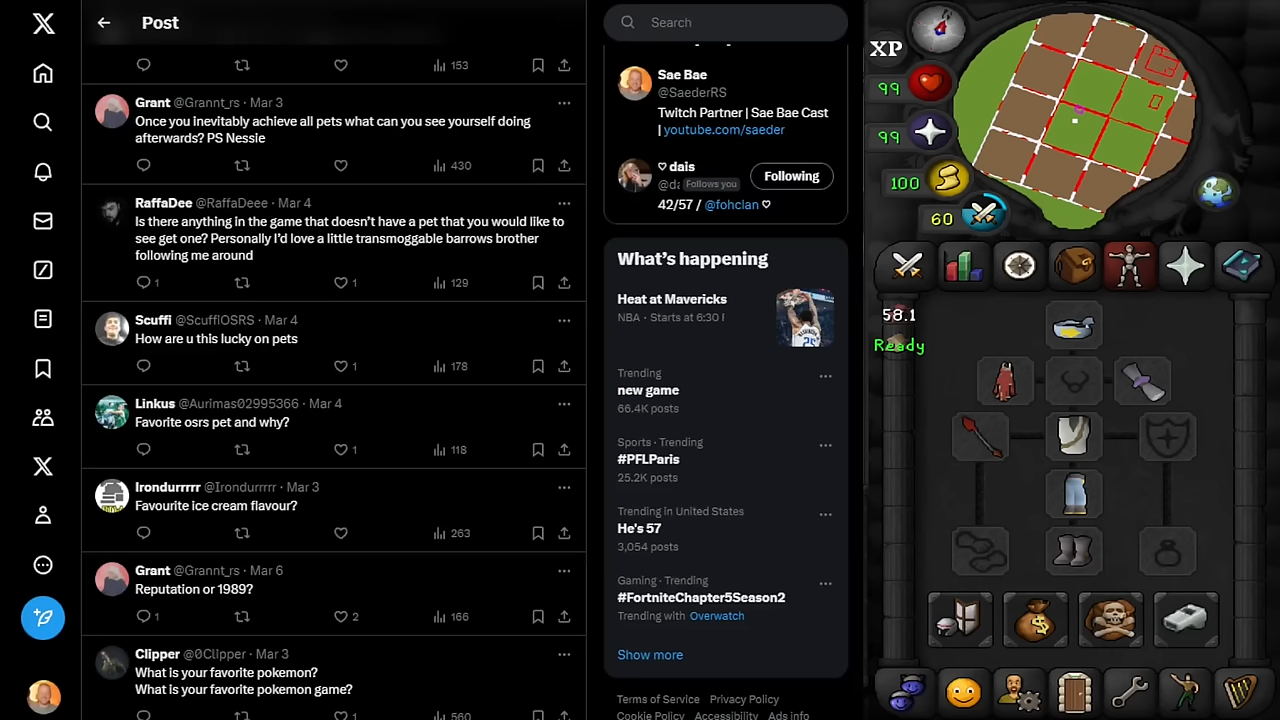 Post
153
Grant @Grannt_rs · Mar 3
Once you inevitably achieve all pets what can you see yourself doing
afterwards? PS Nessie
430
RaffaDee @RaffaDeee · Mar 4
Is there anything in the game that doesn't have a pet that you would like to
see get one? Personally I'd love a little transmoggable barrows brother
following me around
1 1 129
Scuffi @ScuffiOSRS · Mar 4
How are u this lucky on pets
1 178
Linkus @Aurimas02995366 · Mar 4
Favorite osrs pet and why?
1 118
Irondurrrrr @Irondurrrrr · Mar 3
Favourite ice cream flavour?
263
Grant @Grannt_rs · Mar 6
Reputation or 1989?
1 2 166
Clipper @0Cl1pper · Mar 3
What is your favorite pokemon?
What is your favorite pokemon game?
1 560
Search
Sae Bae
@SaederRS
Twitch Partner | Sae Bae Cast
| youtube.com/saeder
dais
@da Follows you
Following
42/57 / @fohclan
What's happening
Heat at Mavericks
NBA · Starts at 6:30
Trending
new game
66.4K posts
Sports · Trending
#PFLParis
25.2K posts
Trending in United States
He's 57
3,054 posts
Gaming · Trending
#FortniteChapter5Season2
Trending with Overwatch
Show more
Terms of Service Privacy Policy
Cookie Policy Accessibility Ads info
XP
99
99
100
60
58.1
Ready